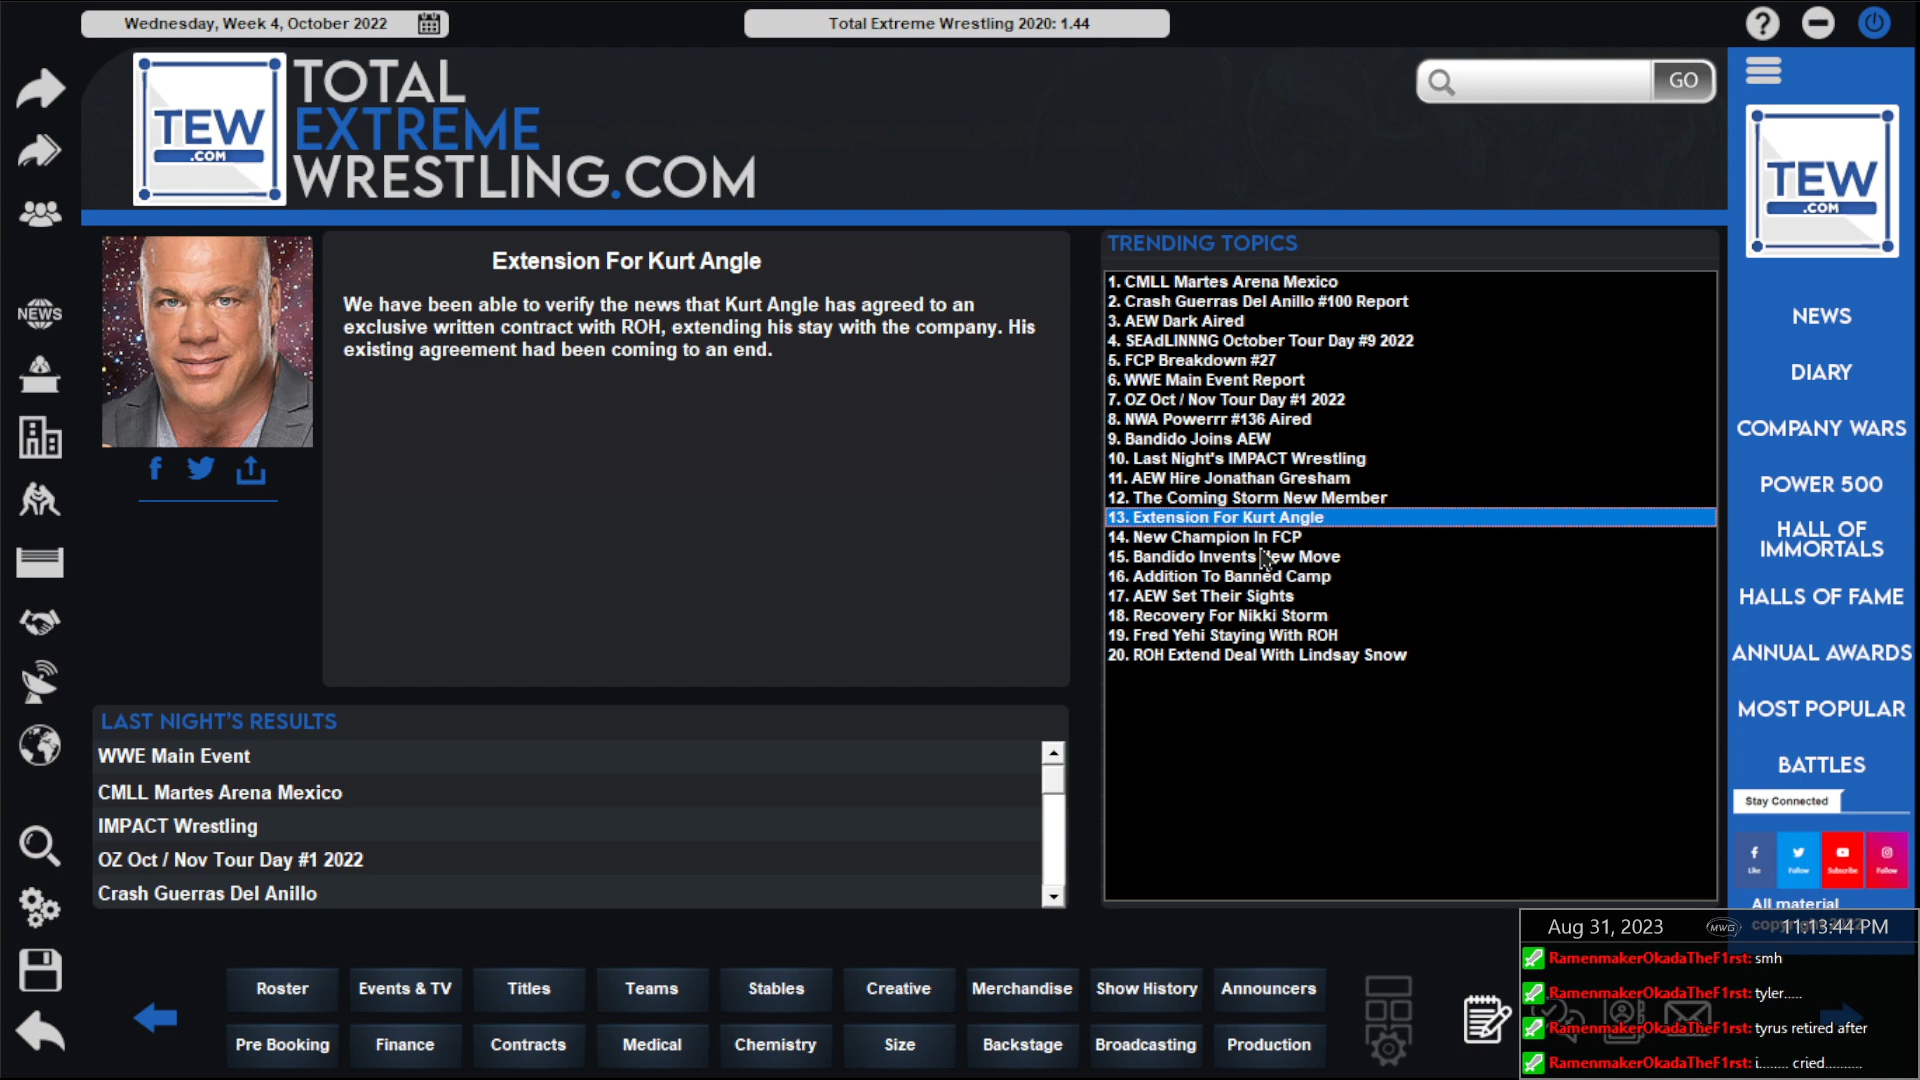 Wednesday, Week 4, October 2022
Total Extreme Wrestling 2020: 1.44
?
TEW
.COM
TOTAL
EXTREME
WRESTLING.COM
GO
TEW
.COM
NEWS
Extension For Kurt Angle
We have been able to verify the news that Kurt Angle has agreed to an
exclusive written contract with ROH, extending his stay with the company. His
existing agreement had been coming to an end.
TRENDING TOPICS
1. CMLL Martes Arena Mexico
2. Crash Guerras Del Anillo #100 Report
3. AEW Dark Aired
4. SEAdLINNNG October Tour Day #9 2022
5. FCP Breakdown #27
6. WWE Main Event Report
7. OZ Oct / Nov Tour Day #1 2022
8. NWA Powerrr #136 Aired
9. Bandido Joins AEW
10. Last Night's IMPACT Wrestling
11. AEW Hire Jonathan Gresham
12. The Coming Storm New Member
13. Extension For Kurt Angle
14. New Champion In FCP
15. Bandido Invents New Move
16. Addition To Banned Camp
17. AEW Set Their Sights
18. Recovery For Nikki Storm
19. Fred Yehi Staying With ROH
20. ROH Extend Deal With Lindsay Snow
NEWS
DIARY
COMPANY WARS
POWER 500
HALL OF
IMMORTALS
HALLS OF FAME
ANNUAL AWARDS
MOST POPULAR
BATTLES
Stay Connected
Like
Follow
Subscribe
Follow
All material
LAST NIGHT'S RESULTS
WWE Main Event
CMLL Martes Arena Mexico
IMPACT Wrestling
OZ Oct / Nov Tour Day #1 2022
Crash Guerras Del Anillo
Roster
Events & TV
Titles
Teams
Stables
Creative
Merchandise
Show History
Announcers
Pre Booking
Finance
Contracts
Medical
Chemistry
Size
Backstage
Broadcasting
Production
Aug 31, 2023
MWG
11:13:44 PM
RamenmakerOkadaTheF1rst: smh
RamenmakerOkadaTheF1rst: tyler.....
RamenmakerOkadaTheF1rst: tyrus retired after
RamenmakerOkadaTheF1rst: i........ cried..........